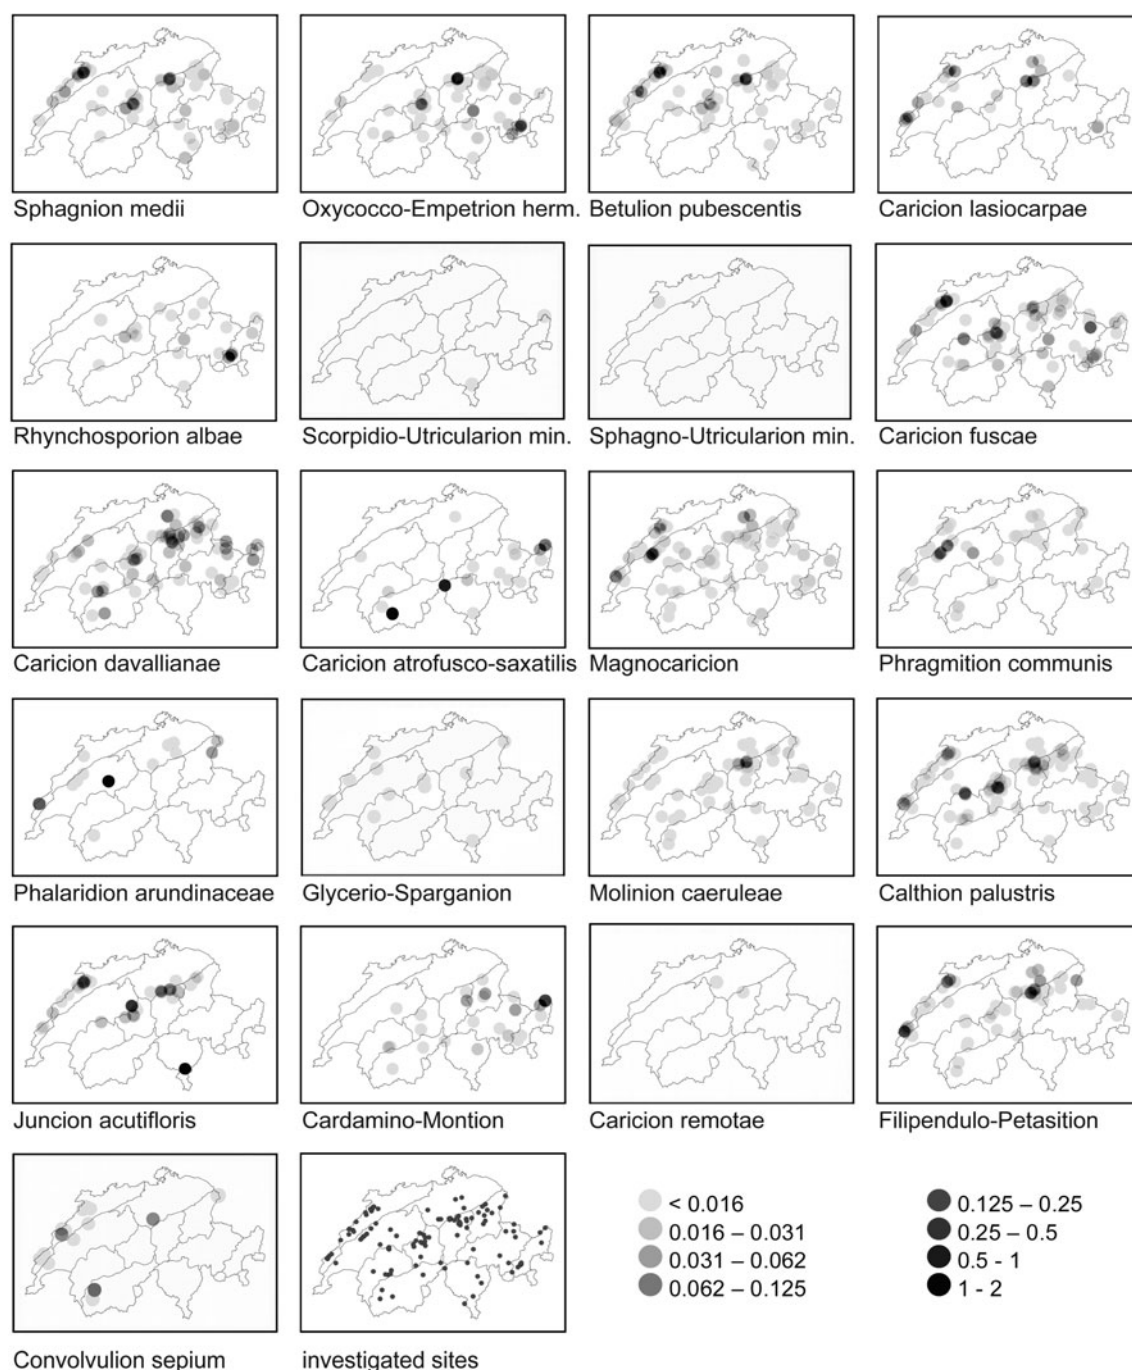 Sphagnion medii
Oxycocco-Empetrion herm.
Betulion pubescentis
Caricion lasiocarpae
Rhynchosporion albae
Scorpidio-Utricularion min.
Sphagno-Utricularion min.
Caricion fuscae
Caricion davallianae
Caricion atrofusco-saxatilis
Magnocaricion
Phragmition communis
Phalaridion arundinaceae
Glycerio-Sparganion
Molinion caeruleae
Calthion palustris
Juncion acutifloris
Cardamino-Montion
Caricion remotae
Filipendulo-Petasition
Convolvulion sepium
investigated sites
< 0.016
0.016 – 0.031
0.031 – 0.062
0.062 – 0.125
0.125 – 0.25
0.25 – 0.5
0.5 - 1
1 - 2